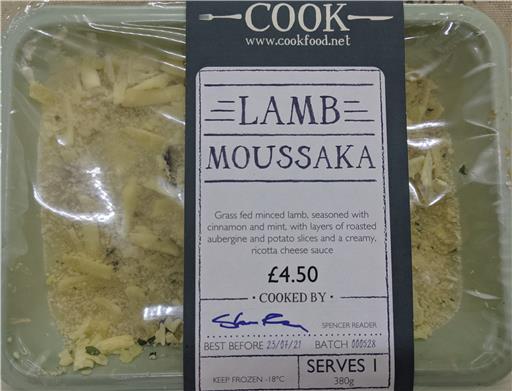 COOK
www.cookfood.net
LAMB
MOUSSAKA
Grass fed minced lamb, seasoned with
cinnamon and mint, with layers of roasted
aubergine and potato slices and a creamy,
ricotta cheese sauce
£4.50
· COOKED BY ·
SPENCER READER
BEST BEFORE 23/07/21 BATCH 000528
SERVES 1
KEEP FROZEN -18°C 380g